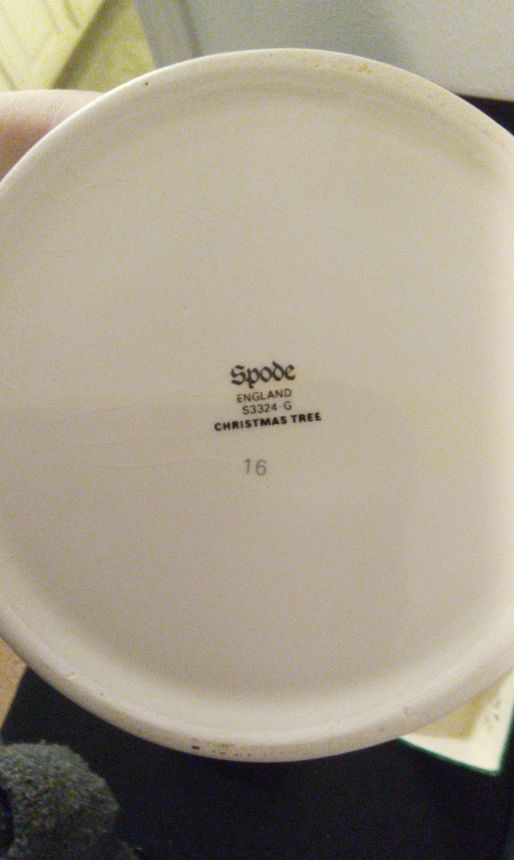 Spode
ENGLAND
S3324 G
CHRISTMAS TREE
16